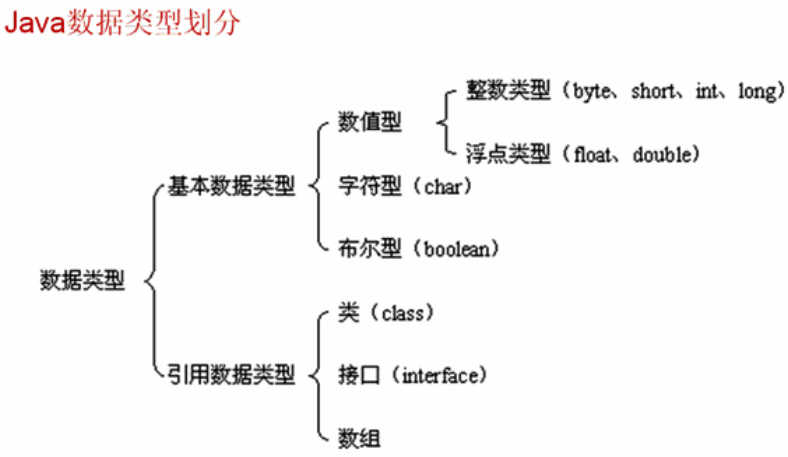 Java数据类型划分
整数类型（byte、short、int、long）
数值型
浮点类型（float、double）
基本数据类型
字符型（char）
布尔型（boolean）
数据类型
类（class）
引用数据类型
接口（interface）
数组